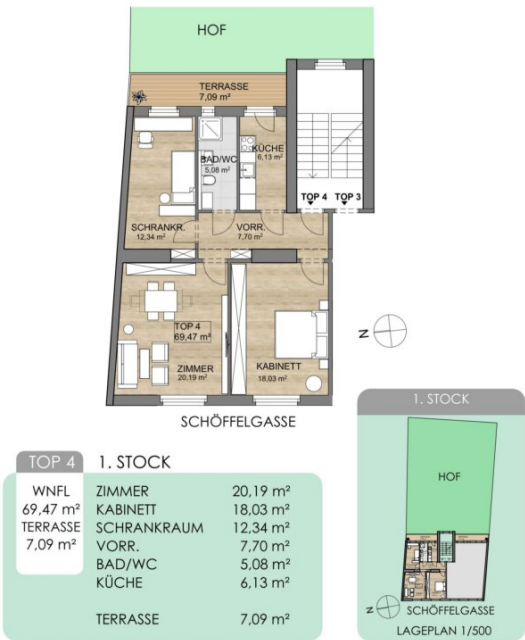 HOF
TERRASSE
7,09 m²
KÜCHE
6,13 m²
BAD/WC
5,08 m²
TOP 4 TOP 3
SCHRANKR.
12,34 m²
VORR.
7,70 m²
TOP 4
69,47 m²
ZIMMER
20,19 m²
KABINETT
18,03 m²
N
SCHÖFFELGASSE
TOP 4 1. STOCK
WNFL
69,47 m²
TERRASSE
7,09 m²
ZIMMER 20,19 m²
KABINETT 18,03 m²
SCHRANKRAUM 12,34 m²
VORR. 7,70 m²
BAD/WC 5,08 m²
KÜCHE 6,13 m²
TERRASSE 7,09 m²
1. STOCK
HOF
N
SCHÖFFELGASSE
LAGEPLAN 1/500